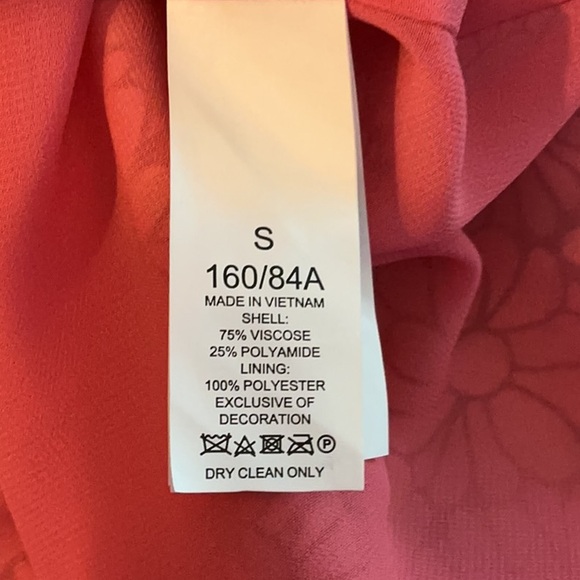 S
160/84A
MADE IN VIETNAM
SHELL:
75% VISCOSE
25% POLYAMIDE
LINING:
100% POLYESTER
EXCLUSIVE OF
DECORATION
P
DRY CLEAN ONLY